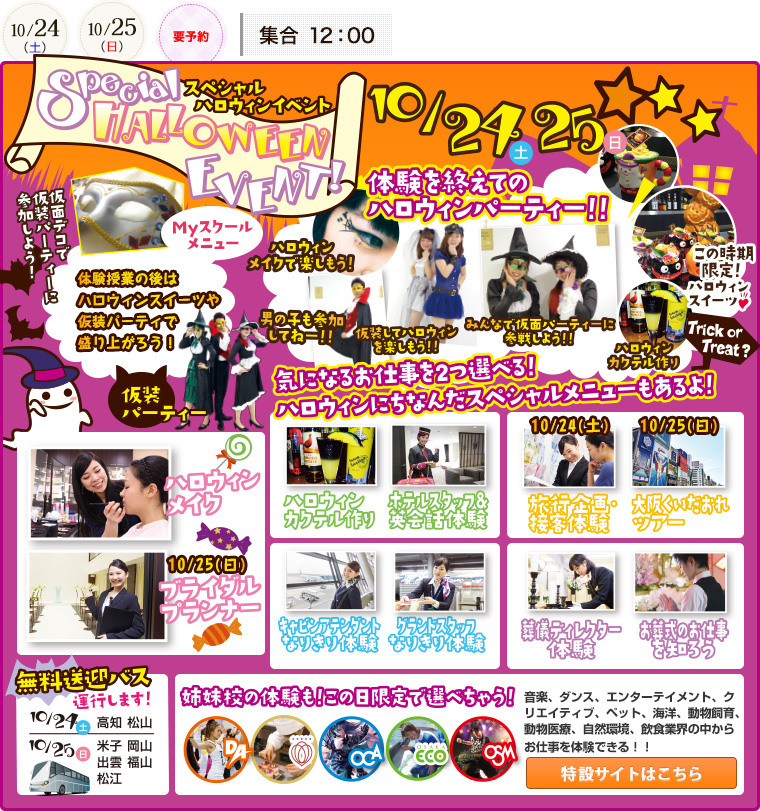 10/24
(土)
10/25
(日)
要予約
集合 12：00
Special
HALLOWEEN
EVENT!
スペシャル
ハロウィンイベント
10/24土 25日
仮面デコで
仮装パーティーに
参加しよう！
Myスクール
メニュー
体験授業の後は
ハロウィンスイーツや
仮装パーティで
盛り上がろう！
仮装
パーティー
体験を終えての
ハロウィンパーティー!!
ハロウィン
メイクで楽しもう！
男の子も参加
してねー!!
仮装してハロウィン
を楽しもう!!
みんなで仮面パーティーに
参戦しよう!!
この時期
限定！
ハロウィン
スイーツ♥
ハロウィン
カクテル作り
Trick or
Treat?
気になるお仕事を2つ選べる！
ハロウィンにちなんだスペシャルメニューもあるよ！
ハロウィン
メイク
10/25(日)
ブライダル
プランナー
ハロウィン
カクテル作り
ホテルスタッフ&
英会話体験
10/24(土)
旅行企画・
接客体験
10/25(日)
大阪くいだおれ
ツアー
キャビンアテンダント
なりきり体験
グランドスタッフ
なりきり体験
葬儀ディレクター
体験
お葬式のお仕事
を知ろう
無料送迎バス
運行します！
10/24土 高知 松山
10/25日 米子 岡山
出雲 福山
松江
姉妹校の体験も！この日限定で選べちゃう！
DA
OCA
OSAKA
ECO
OSM
音楽、ダンス、エンターテイメント、ク
リエイティブ、ペット、海洋、動物飼育、
動物医療、自然環境、飲食業界の中から
お仕事を体験できる！！
特設サイトはこちら